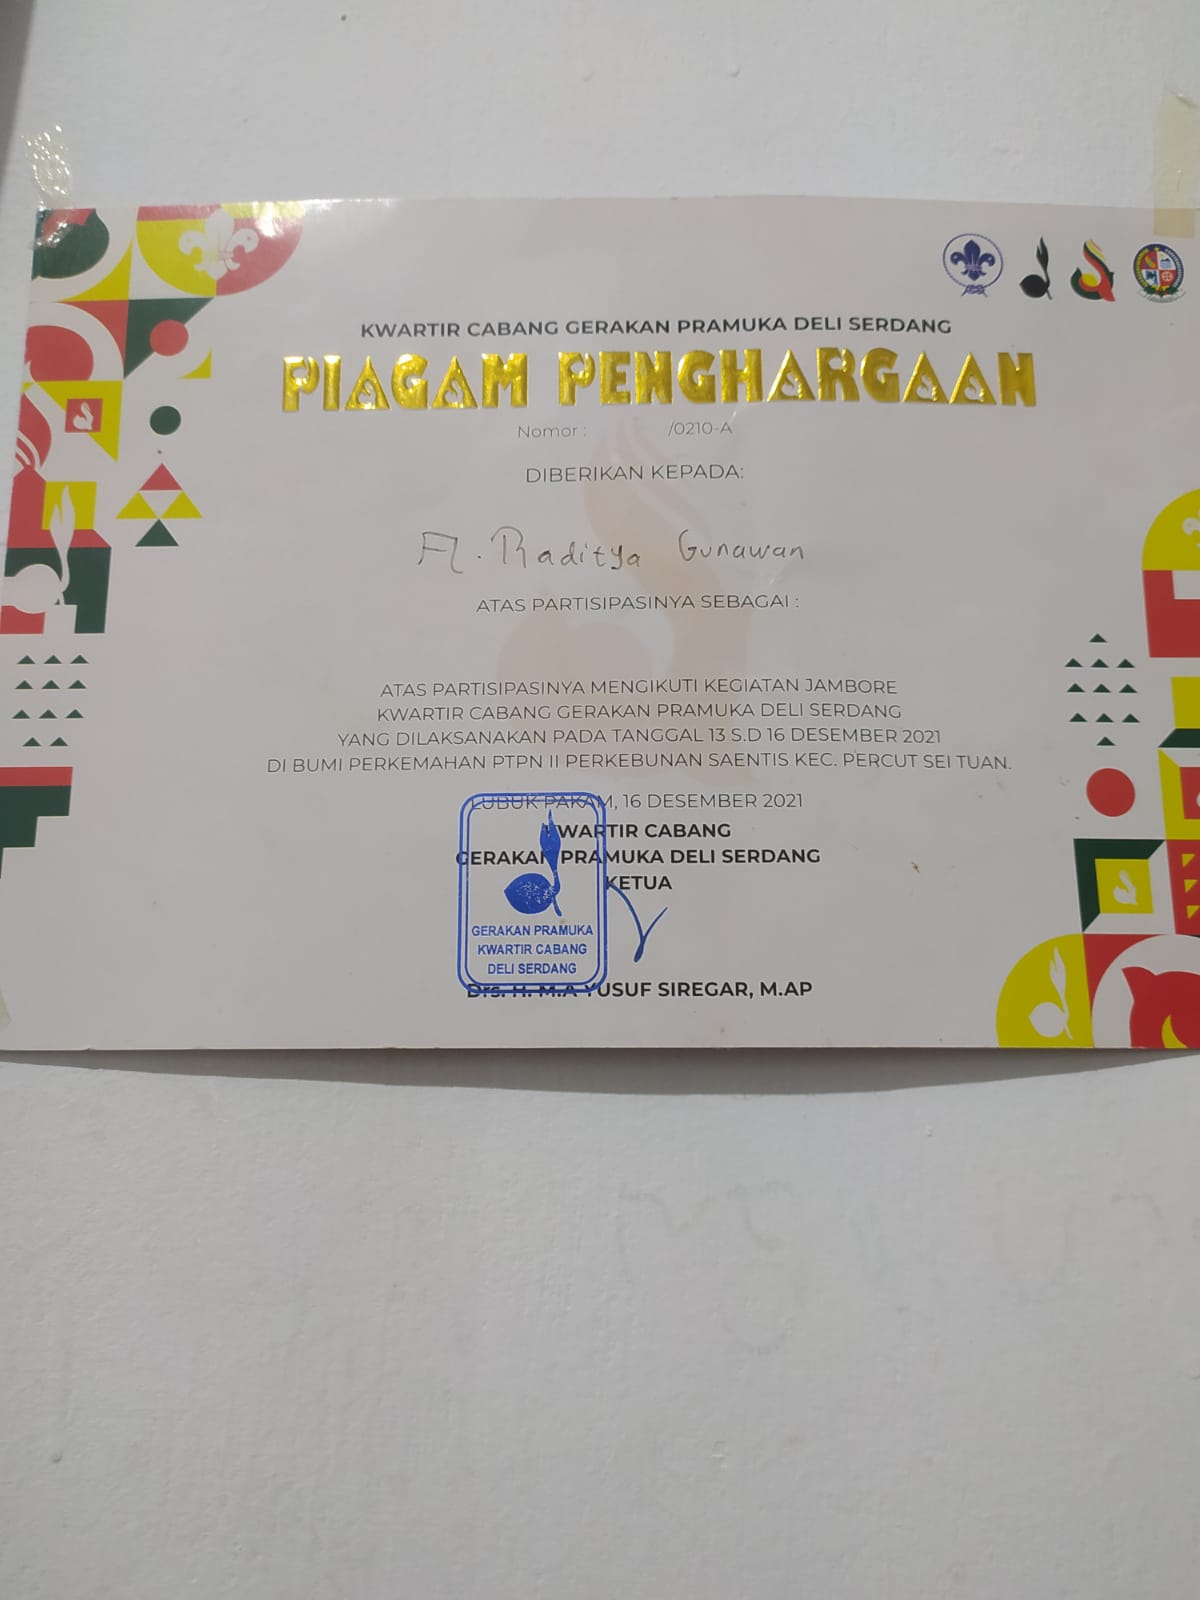 KWARTIR CABANG GERAKAN PRAMUKA DELI SERDANG
PIAGAM PENGHARGAAN
Nomor : /0210-A
DIBERIKAN KEPADA:
A. Raditya Gunawan
ATAS PARTISIPASINYA SEBAGAI :
ATAS PARTISIPASINYA MENGIKUTI KEGIATAN JAMBORE
KWARTIR CABANG GERAKAN PRAMUKA DELI SERDANG
YANG DILAKSANAKAN PADA TANGGAL 13 S.D 16 DESEMBER 2021
DI BUMI PERKEMAHAN PTPN II PERKEBUNAN SAENTIS KEC. PERCUT SEI TUAN.
LUBUK PAKAM, 16 DESEMBER 2021
KWARTIR CABANG
GERAKAN PRAMUKA DELI SERDANG
KETUA
GERAKAN PRAMUKA
KWARTIR CABANG
DELI SERDANG
Drs. H. M.A YUSUF SIREGAR, M.AP